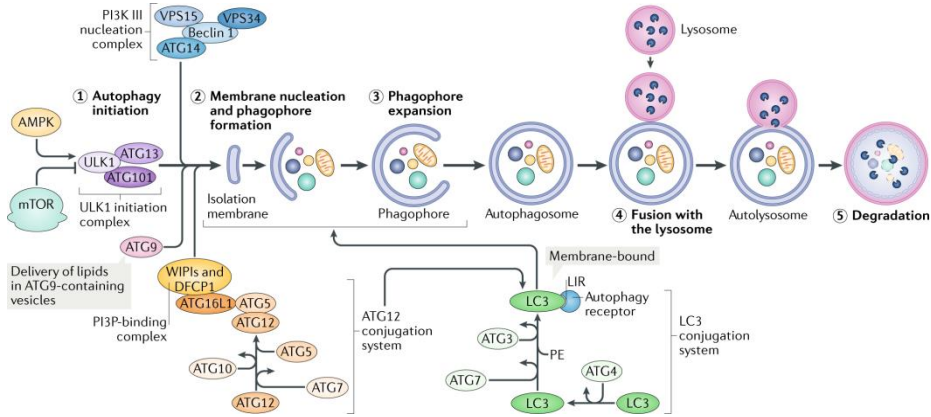 PI3K III
nucleation
complex
VPS15
VPS34
Beclin 1
ATG14
Lysosome
① Autophagy
initiation
② Membrane nucleation
and phagophore
formation
③ Phagophore
expansion
AMPK
ULK1
ATG13
ATG101
mTOR
ULK1 initiation
complex
Isolation
membrane
Phagophore
Autophagosome
④ Fusion with
the lysosome
Autolysosome
⑤ Degradation
ATG9
Delivery of lipids
in ATG9-containing
vesicles
WIPIs and
DFCP1
PI3P-binding
complex
ATG16L1
ATG5
ATG12
ATG5
ATG10
ATG7
ATG12
ATG12
conjugation
system
Membrane-bound
LC3
LIR
Autophagy
receptor
ATG3
PE
ATG7
ATG4
LC3
LC3
LC3
conjugation
system